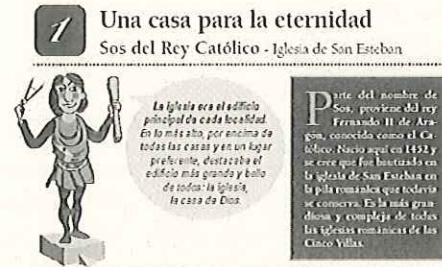 1
Una casa para la eternidad
Sos del Rey Católico - Iglesia de San Esteban
La iglesia era el edificio
principal de cada localidad.
En lo más alto, por encima de
todas las casas y en un lugar
preferente, destacaba el
edificio más grande y bello
de todos: la iglesia,
la casa de Dios.
Parte del nombre de
Sos, proviene del rey
Fernando II de Ara-
gón, conocido como el Ca-
tólico. Nacio aquí en 1452 y
se cree que fue bautizado en
la iglesia de San Esteban en
la pila románica que todavía
se conserva. Es la más gran-
diosa y compleja de todas
las iglesias románicas de las
Cinco Villas.